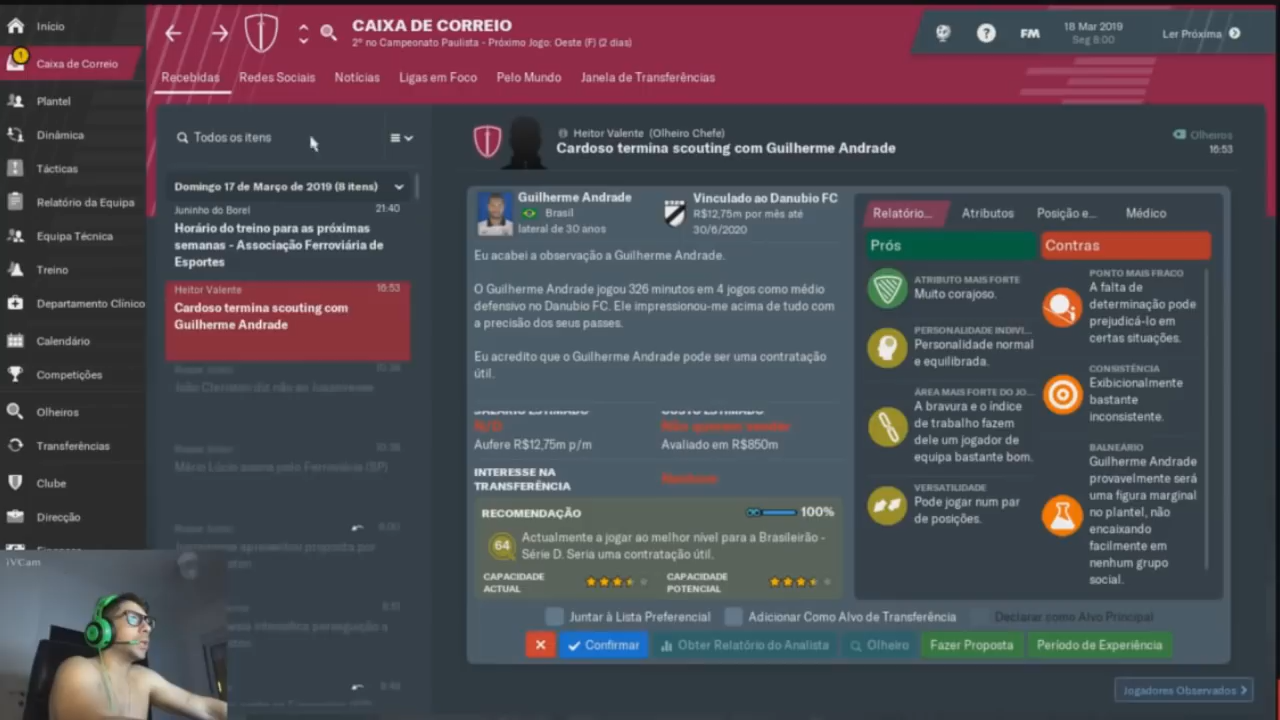 Início
1
Caixa de Correio
Plantel
Dinâmica
Tácticas
Relatório da Equipa
Equipa Técnica
Treino
Departamento Clínico
Calendário
Competições
Olheiros
Transferências
Clube
Direcção
iVCam
CAIXA DE CORREIO
2º no Campeonato Paulista - Próximo Jogo: Oeste (F) (2 dias)
?
FM
18 Mar 2019
Seg 8:00
Ler Próxima
Recebidas
Redes Sociais
Notícias
Ligas em Foco
Pelo Mundo
Janela de Transferências
Todos os itens
Domingo 17 de Março de 2019 (8 itens)
Juninho do Borel
21:40
Horário do treino para as próximas
semanas - Associação Ferroviária de
Esportes
Heitor Valente
16:53
Cardoso termina scouting com
Guilherme Andrade
Mário Lúcio assina pelo Ferroviária (SP)
Heitor Valente (Olheiro Chefe)
Cardoso termina scouting com Guilherme Andrade
Olheiros
16:53
Guilherme Andrade
Brasil
lateral de 30 anos
Vinculado ao Danubio FC
R$12,75m por mês até
30/6/2020
Eu acabei a observação a Guilherme Andrade.
O Guilherme Andrade jogou 326 minutos em 4 jogos como médio
defensivo no Danubio FC. Ele impressionou-me acima de tudo com
a precisão dos seus passes.
Eu acredito que o Guilherme Andrade pode ser uma contratação
útil.
SALÁRIO ESTIMADO
CUSTO ESTIMADO
N/D
Aufere R$12,75m p/m
Avaliado em R$850m
INTERESSE NA
TRANSFERÊNCIA
RECOMENDAÇÃO
100%
64
Actualmente a jogar ao melhor nível para a Brasileirão -
Série D. Seria uma contratação útil.
CAPACIDADE
ACTUAL
CAPACIDADE
POTENCIAL
Relatório...
Atributos
Posição e...
Médico
Prós
Contras
ATRIBUTO MAIS FORTE
Muito corajoso.
PERSONALIDADE INDIVI...
Personalidade normal
e equilibrada.
ÁREA MAIS FORTE DO JO...
A bravura e o índice
de trabalho fazem
dele um jogador de
equipa bastante bom.
VERSATILIDADE
Pode jogar num par
de posições.
PONTO MAIS FRACO
A falta de
determinação pode
prejudicá-lo em
certas situações.
CONSISTÊNCIA
Exibicionalmente
bastante
inconsistente.
BALNEÁRIO
Guilherme Andrade
provavelmente será
uma figura marginal
no plantel, não
encaixando
facilmente em
nenhum grupo
social.
Juntar à Lista Preferencial
Adicionar Como Alvo de Transferência
Declarar como Alvo Principal
Confirmar
Obter Relatório do Analista
Olheiro
Fazer Proposta
Período de Experiência
Jogadores Observados